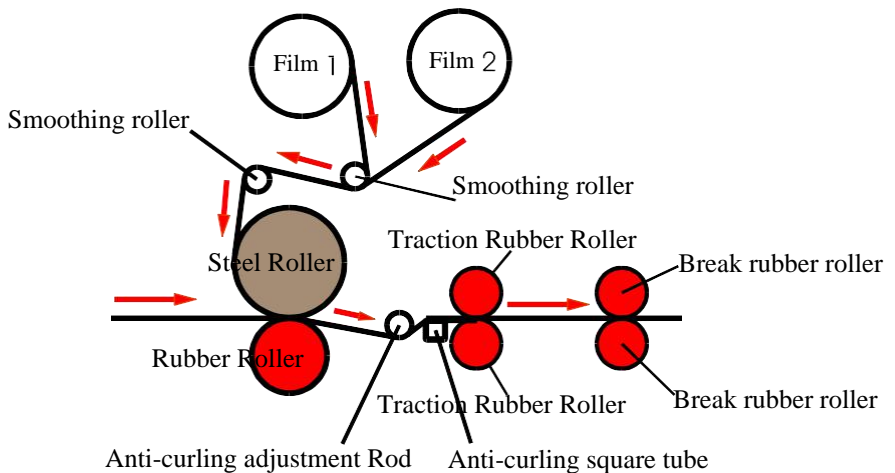 Film 1
Film 2
Smoothing roller
Smoothing roller
Traction Rubber Roller
Steel Roller
Break rubber roller
Rubber Roller
Traction Rubber Roller
Break rubber roller
Anti-curling adjustment Rod
Anti-curling square tube